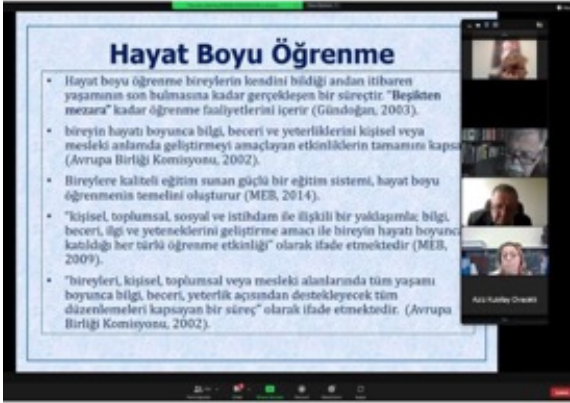 Hayat Boyu Öğrenme
• Hayat boyu öğrenme bireylerin kendini bildiği andan itibaren
yaşamının son bulmasına kadar gerçekleşen bir süreçtir. "Beşikten
mezara" kadar öğrenme faaliyetlerini içerir (Gündoğan, 2003).
• bireyin hayatı boyunca bilgi, beceri ve yeterliklerini kişisel veya
mesleki anlamda geliştirmeyi amaçlayan etkinliklerin tamamını kapsa
(Avrupa Birliği Komisyonu, 2002).
• Bireylere kaliteli eğitim sunan güçlü bir eğitim sistemi, hayat boyu
öğrenmenin temelini oluşturur (MEB, 2014).
• "kişisel, toplumsal, sosyal ve istihdam ile ilişkili bir yaklaşımla; bilgi,
beceri, ilgi ve yeteneklerini geliştirme amacı ile bireyin hayatı boyunca
katıldığı her türlü öğrenme etkinliği" olarak ifade etmektedir (MEB,
2009).
• "bireyleri, kişisel, toplumsal veya mesleki alanlarında tüm yaşamı
boyunca bilgi, beceri, yeterlik açısından destekleyecek tüm
düzenlemeleri kapsayan bir süreç" olarak ifade etmektedir. (Avrupa
Birliği Komisyonu, 2002).